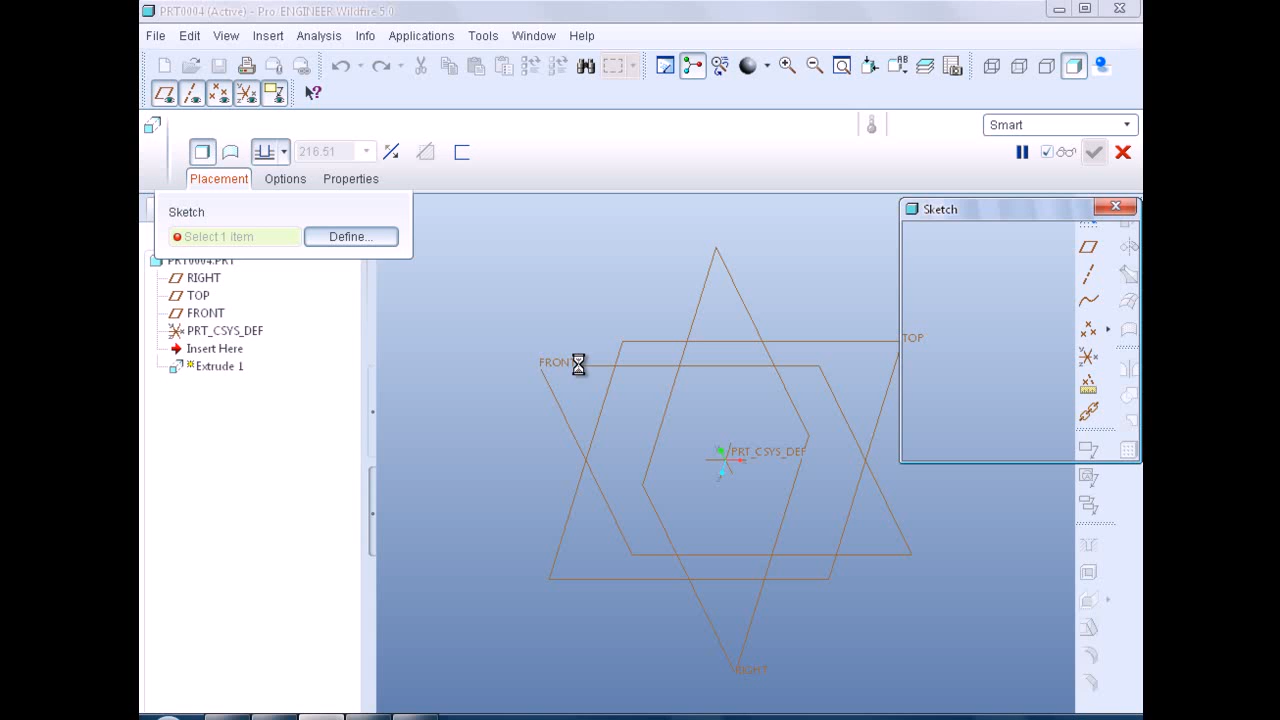 PRT0004 (Active) - Pro/ENGINEER Wildfire 5.0
File Edit View Insert Analysis Info Applications Tools Window Help
Smart
216.51
Placement Options Properties
Sketch
Select 1 item Define...
Sketch
PRT0004.PRT
RIGHT
TOP
FRONT
PRT_CSYS_DEF
Insert Here
Extrude 1
TOP
FRONT
PRT_CSYS_DEF
RIGHT